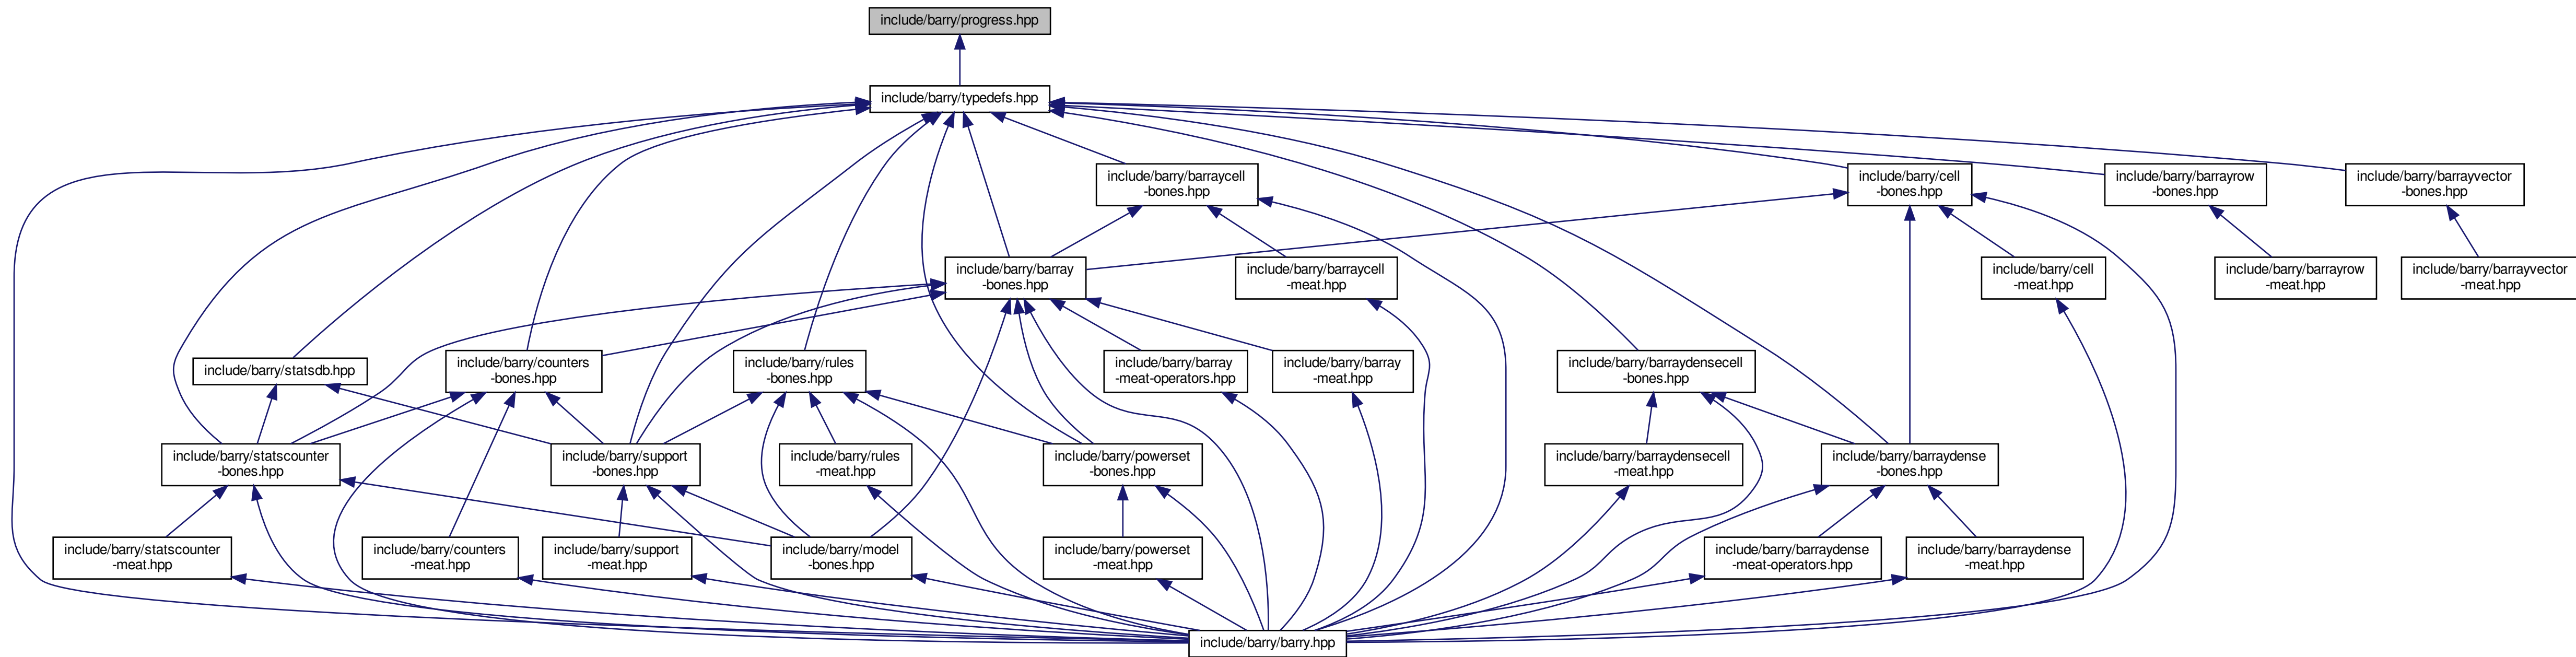 include/barry/progress.hpp
include/barry/typedefs.hpp
include/barry/barraycell
-bones.hpp
include/barry/cell
-bones.hpp
include/barry/barrayrow
-bones.hpp
include/barry/barrayvector
-bones.hpp
include/barry/barray
-bones.hpp
include/barry/barraycell
-meat.hpp
include/barry/cell
-meat.hpp
include/barry/barrayrow
-meat.hpp
include/barry/barrayvector
-meat.hpp
include/barry/statsdb.hpp
include/barry/counters
-bones.hpp
include/barry/rules
-bones.hpp
include/barry/barray
-meat-operators.hpp
include/barry/barray
-meat.hpp
include/barry/barraydensecell
-bones.hpp
include/barry/statscounter
-bones.hpp
include/barry/support
-bones.hpp
include/barry/rules
-meat.hpp
include/barry/powerset
-bones.hpp
include/barry/barraydensecell
-meat.hpp
include/barry/barraydense
-bones.hpp
include/barry/statscounter
-meat.hpp
include/barry/counters
-meat.hpp
include/barry/support
-meat.hpp
include/barry/model
-bones.hpp
include/barry/powerset
-meat.hpp
include/barry/barraydense
-meat-operators.hpp
include/barry/barraydense
-meat.hpp
include/barry/barry.hpp